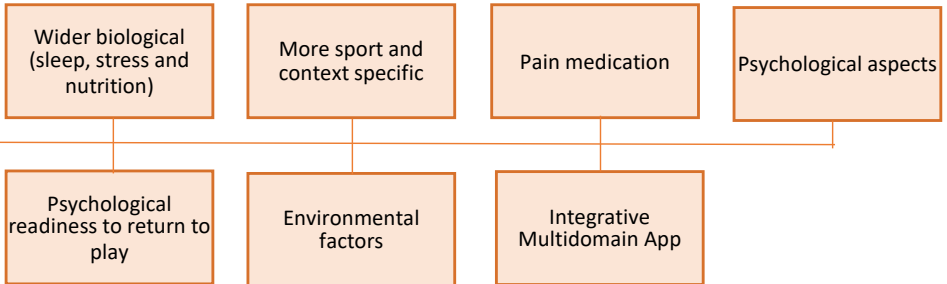 Wider biological
(sleep, stress and
nutrition)
More sport and
context specific
Pain medication
Psychological aspects
Psychological
readiness to return to
play
Environmental
factors
Integrative
Multidomain App